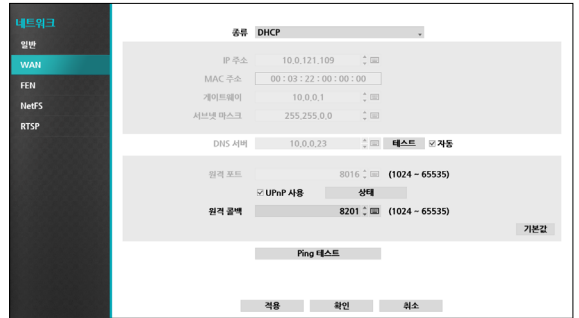 네트워크
일반
WAN
FEN
NetFS
RTSP
종류 DHCP
IP 주소 10,0,121,109
MAC 주소 00 : 03 : 22 : 00 : 00 : 00
게이트웨이 10,0,0,1
서브넷 마스크 255,255,0,0
DNS 서버 10,0,0,23 테스트 자동
원격 포트 8016 (1024 ~ 65535)
UPnP 사용 상태
원격 콜백 8201 (1024 ~ 65535)
기본값
Ping 테스트
적용 확인 취소